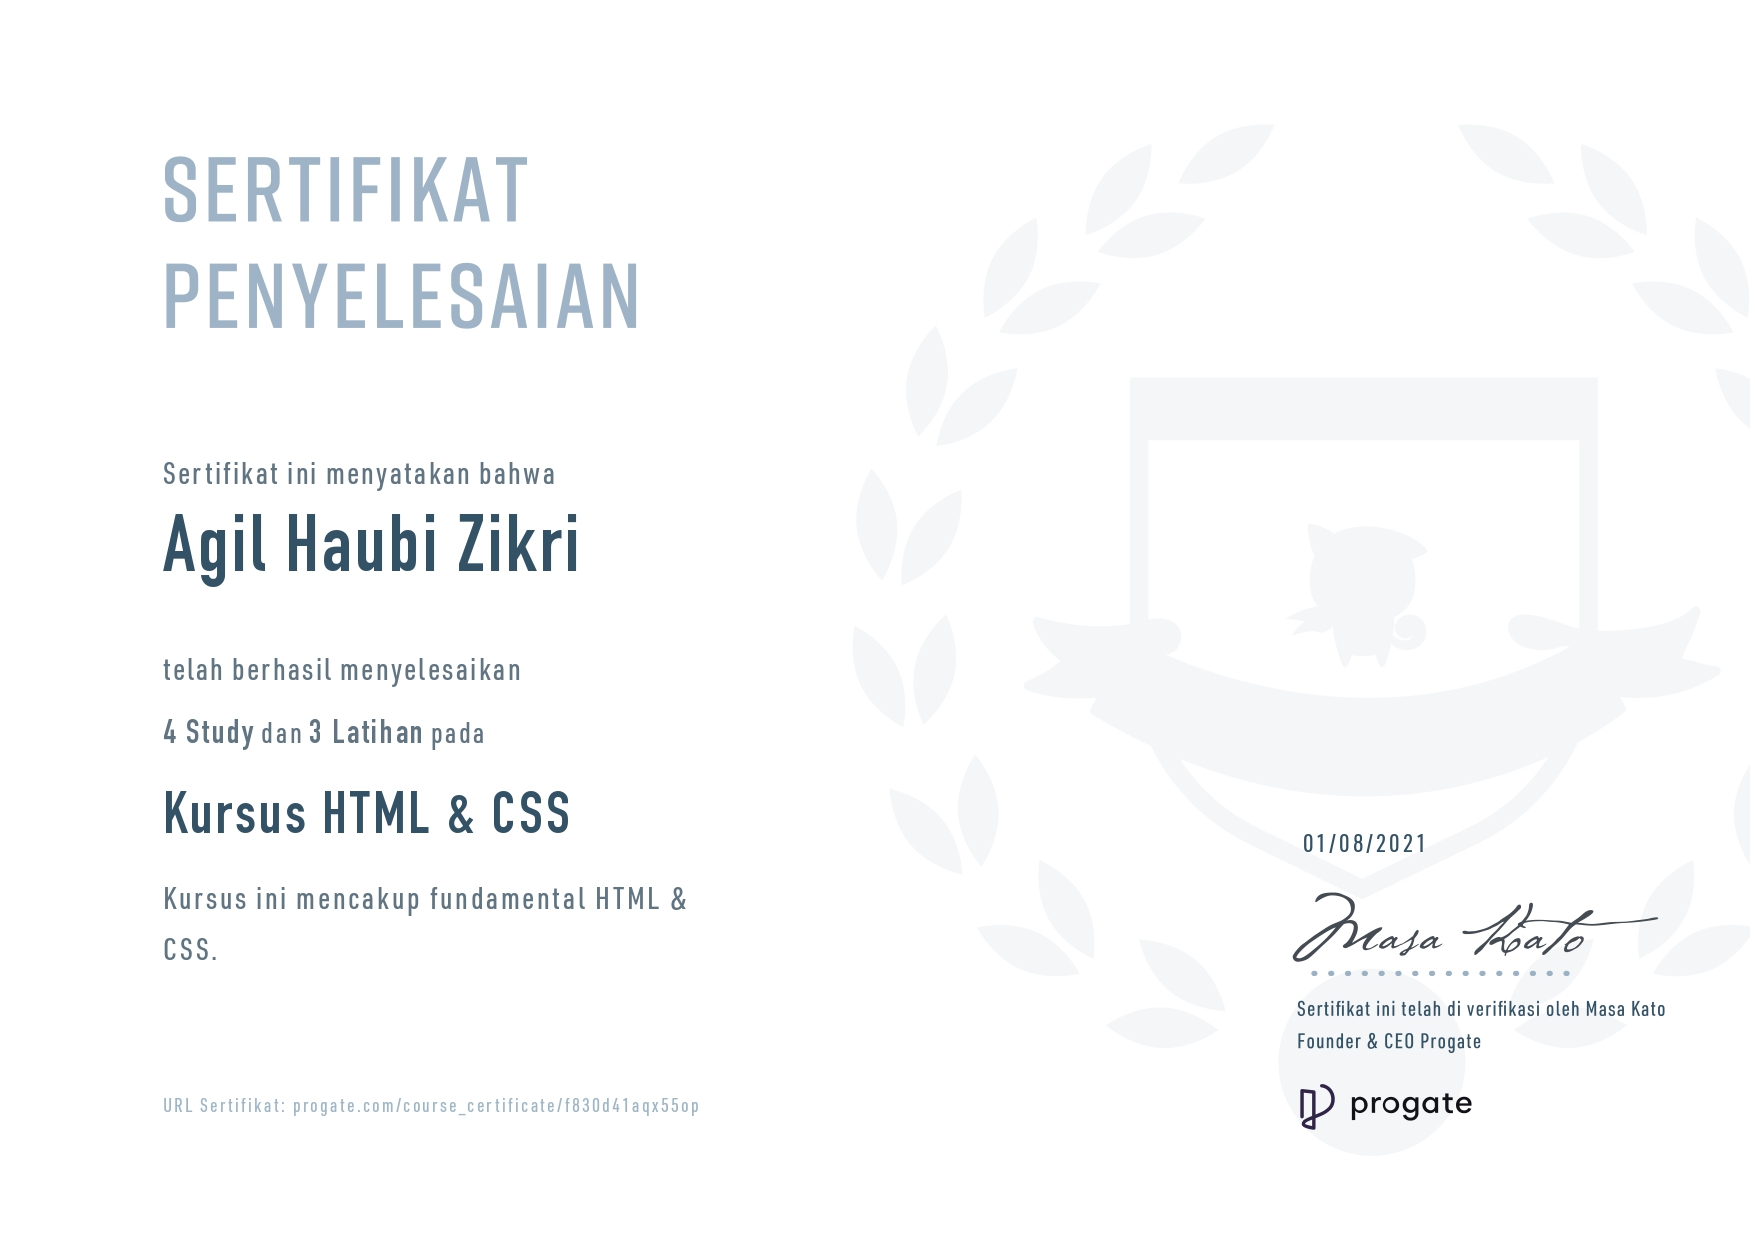 SERTIFIKAT
PENYELESAIAN
Sertifikat ini menyatakan bahwa
Agil Haubi Zikri
telah berhasil menyelesaikan
4 Study dan 3 Latihan pada
Kursus HTML & CSS
Kursus ini mencakup fundamental HTML &
CSS.
URL Sertifikat: progate.com/course_certificate/f830d41aqx55op
01/08/2021
Masa Kato
Sertifikat ini telah di verifikasi oleh Masa Kato
Founder & CEO Progate
progate